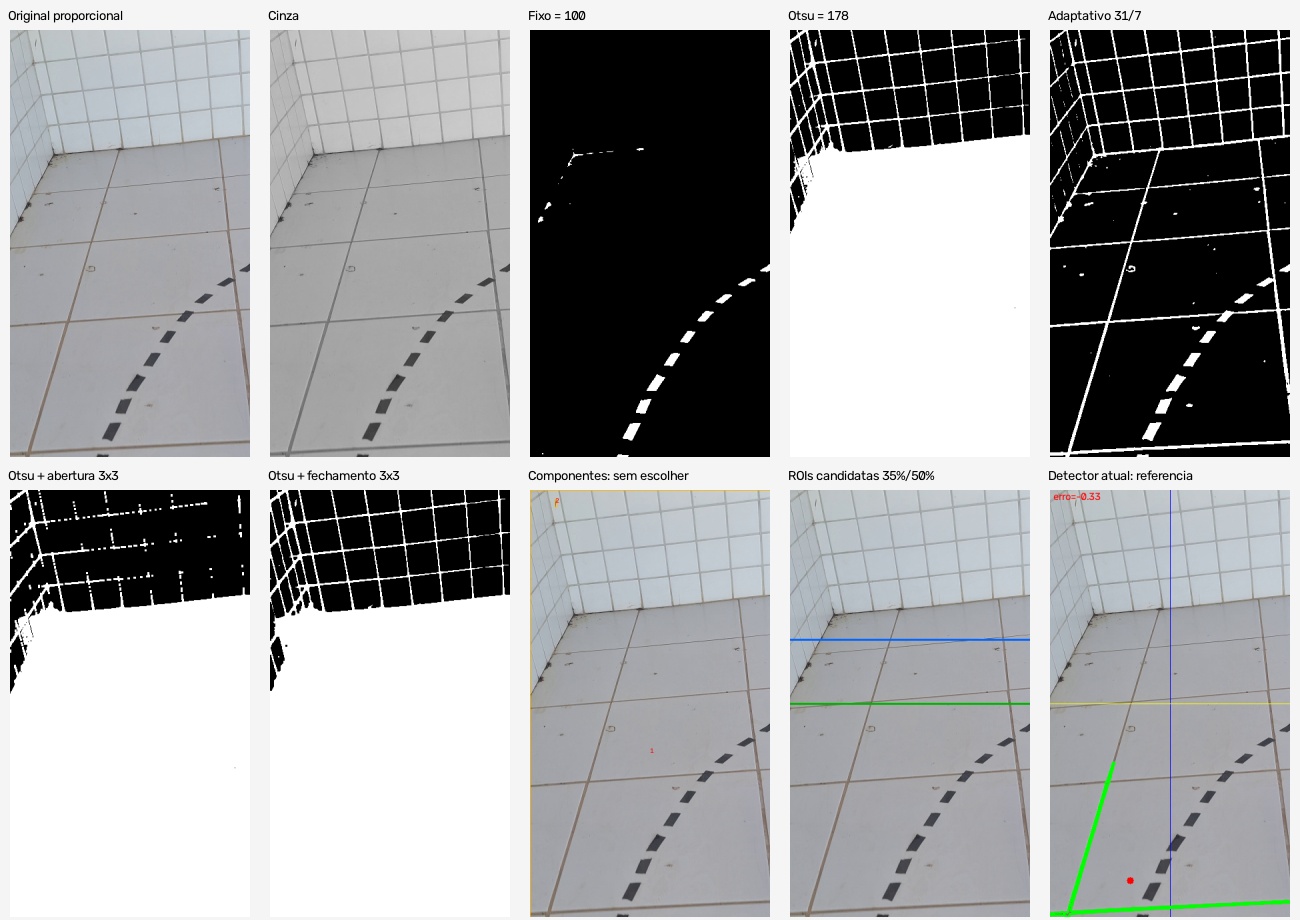 Original proporcional
Cinza
Fixo = 100
Otsu = 178
Adaptativo 31/7
Otsu + abertura 3x3
Otsu + fechamento 3x3
Componentes: sem escolher
ROIs candidatas 35%/50%
Detector atual: referencia
1
erro=-0.33